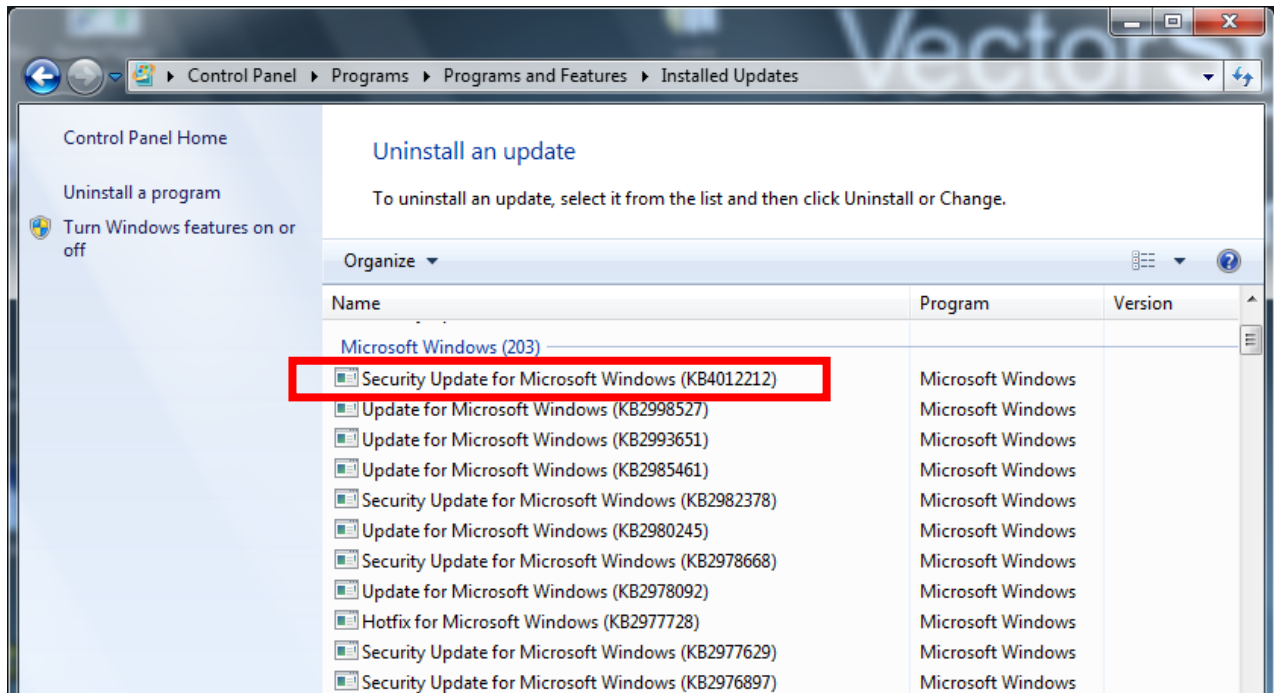 VectorS
Control Panel ▸ Programs ▸ Programs and Features ▸ Installed Updates
Control Panel Home
Uninstall a program
Turn Windows features on or
off
Uninstall an update
To uninstall an update, select it from the list and then click Uninstall or Change.
Organize
Name Program Version
Microsoft Windows (203)
Security Update for Microsoft Windows (KB4012212) Microsoft Windows
Update for Microsoft Windows (KB2998527) Microsoft Windows
Update for Microsoft Windows (KB2993651) Microsoft Windows
Update for Microsoft Windows (KB2985461) Microsoft Windows
Security Update for Microsoft Windows (KB2982378) Microsoft Windows
Update for Microsoft Windows (KB2980245) Microsoft Windows
Security Update for Microsoft Windows (KB2978668) Microsoft Windows
Update for Microsoft Windows (KB2978092) Microsoft Windows
Hotfix for Microsoft Windows (KB2977728) Microsoft Windows
Security Update for Microsoft Windows (KB2977629) Microsoft Windows
Security Update for Microsoft Windows (KB2976897) Microsoft Windows